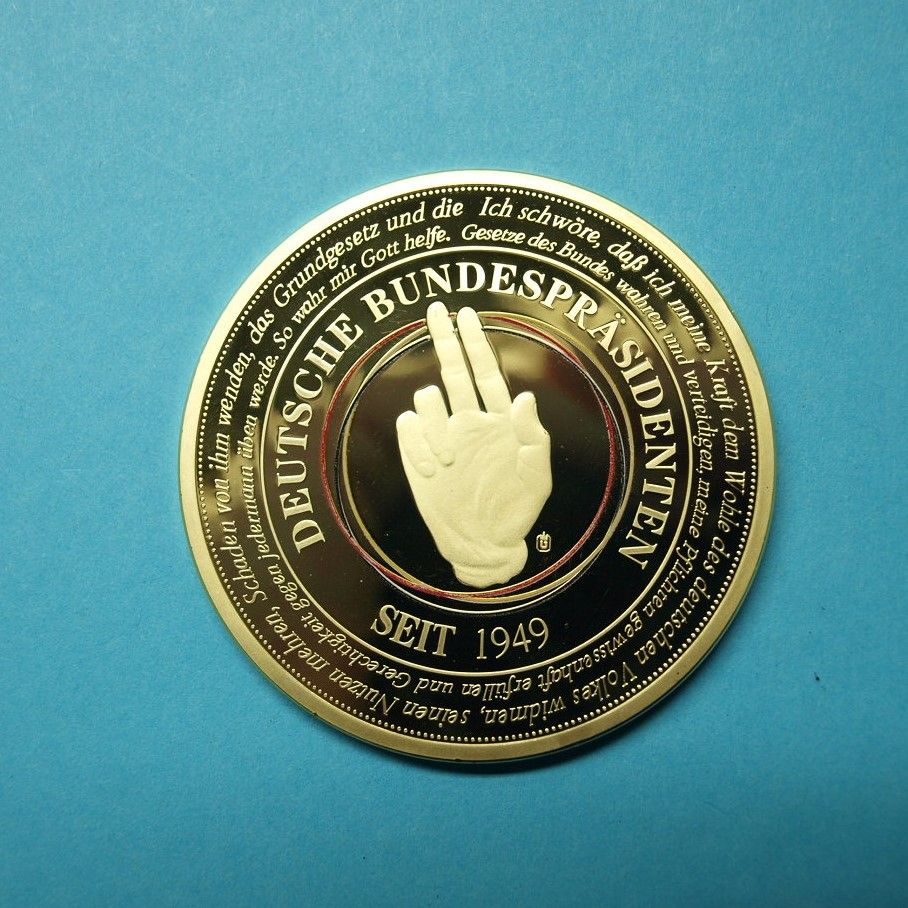 Ich schwöre, daß ich meine Kraft dem Wohle des deutschen Volkes widmen, seinen Nutzen mehren, Schaden von ihm wenden, das Grundgesetz und die
Gesetze des Bundes wahren und verteidigen, meine Pflichten gewissenhaft erfüllen und Gerechtigkeit gegen Jedermann üben werde. So wahr mir Gott helfe.
DEUTSCHE BUNDESPRÄSIDENTEN
SEIT 1949